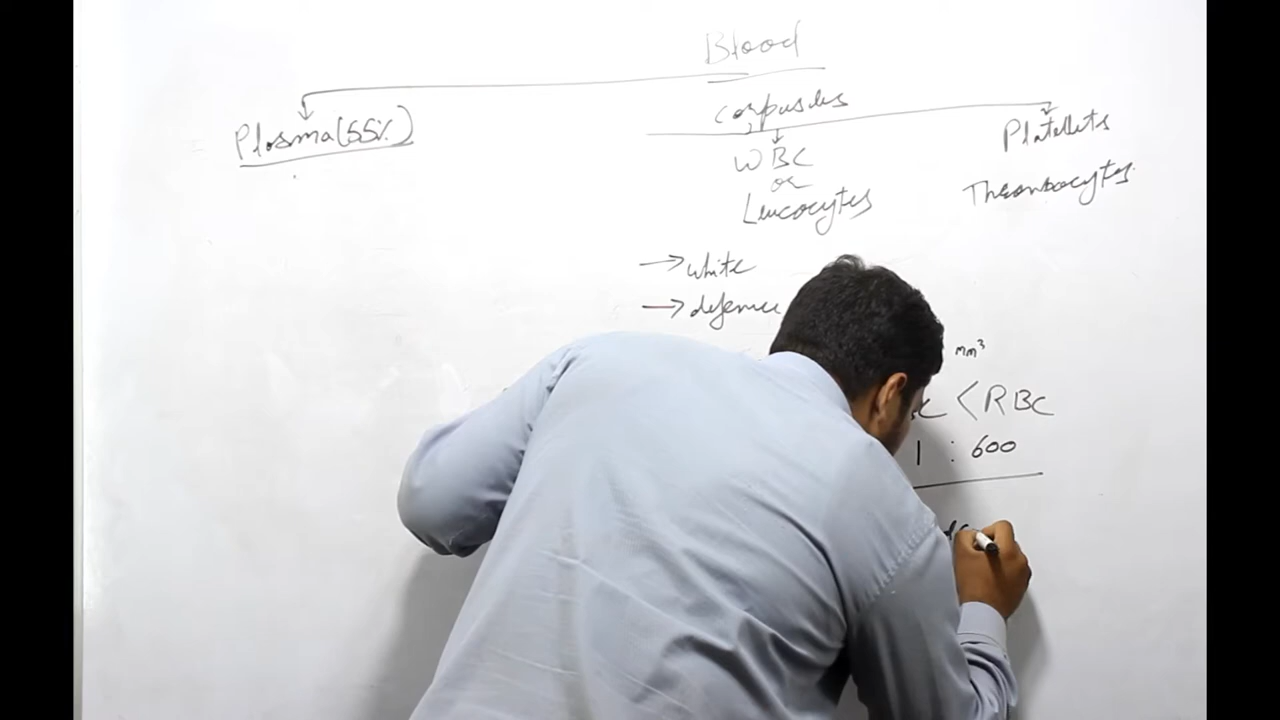 Blood
Corpuscles
Plasma (55%)
Platelets
WBC
or
Leucocytes
Thrombocytes
→ white
→ defence
mm³
< RBC
1 : 600